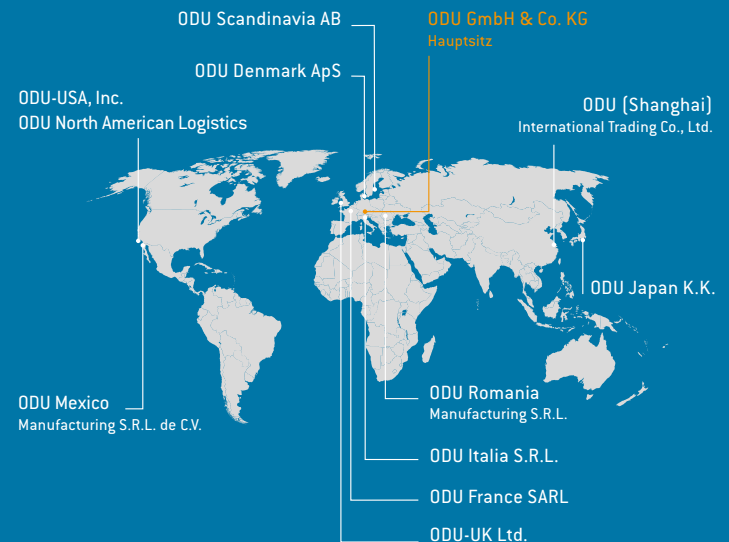 ODU Scandinavia AB
ODU GmbH & Co. KG
Hauptsitz
ODU Denmark ApS
ODU-USA, Inc.
ODU North American Logistics
ODU (Shanghai)
International Trading Co., Ltd.
ODU Japan K.K.
ODU Mexico
Manufacturing S.R.L. de C.V.
ODU Romania
Manufacturing S.R.L.
ODU Italia S.R.L.
ODU France SARL
ODU-UK Ltd.